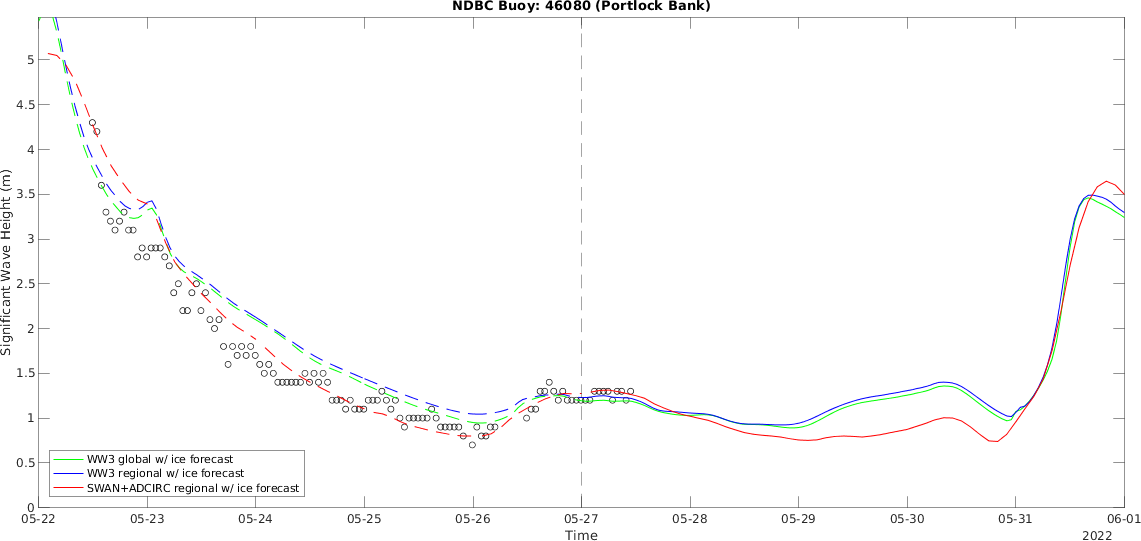 NDBC Buoy: 46080 (Portlock Bank)
5
4.5
4
3.5
3
2.5
2
1.5
1
0.5
0
Significant Wave Height (m)
WW3 global w/ ice forecast
WW3 regional w/ ice forecast
SWAN+ADCIRC regional w/ ice forecast
05-22 05-23 05-24 05-25 05-26 05-27 05-28 05-29 05-30 05-31 06-01
Time
2022